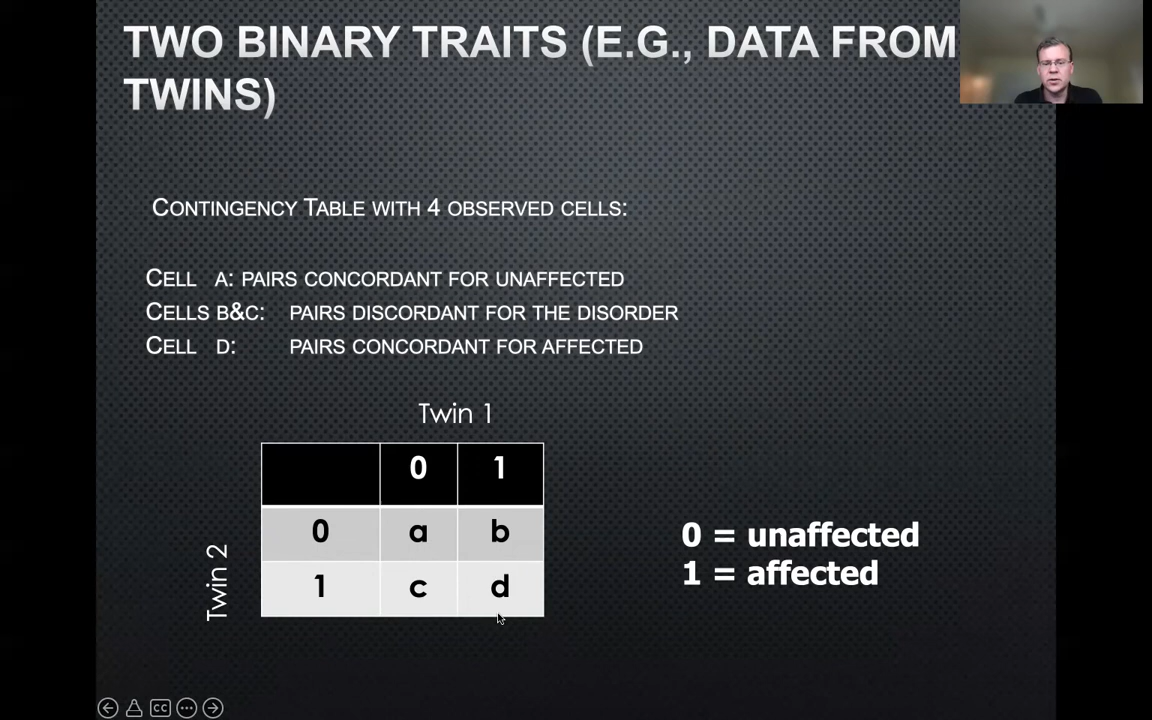 TWO BINARY TRAITS (E.G., DATA FROM
TWINS)
CONTINGENCY TABLE WITH 4 OBSERVED CELLS:
CELL A: PAIRS CONCORDANT FOR UNAFFECTED
CELLS B&C: PAIRS DISCORDANT FOR THE DISORDER
CELL D: PAIRS CONCORDANT FOR AFFECTED
Twin 1
0 1
0 a b
1 c d
Twin 2
0 = unaffected
1 = affected
CC